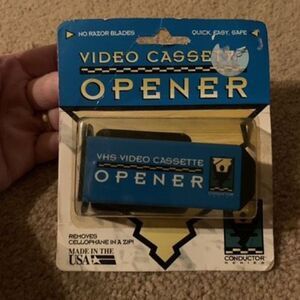 NO RAZOR BLADES QUICK, EASY, SAFE
VIDEO CASSETTE
OPENER
VHS VIDEO CASSETTE
OPENER
REMOVES
CELLOPHANE IN A ZIP!
MADE IN THE
USA
CONDUCTOR
SERIES